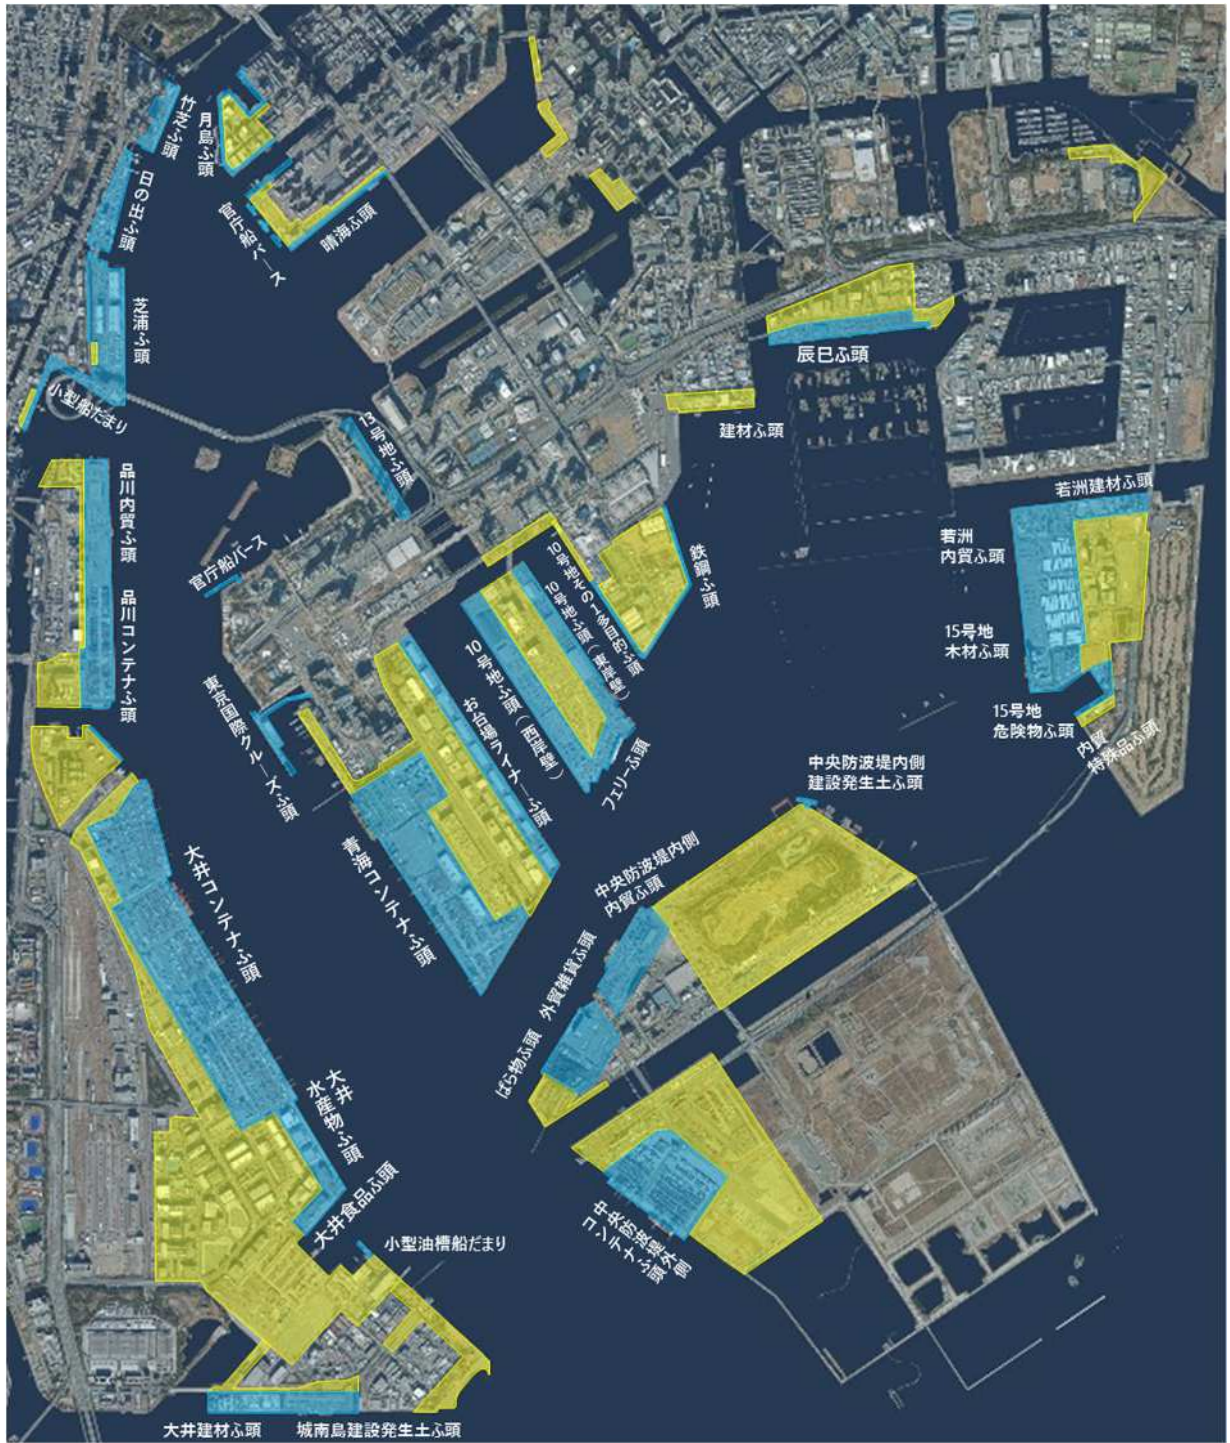 竹芝ふ頭
月島ふ頭
日の出ふ頭
官庁船バース
晴海ふ頭
芝浦ふ頭
小型船だまり
辰巳ふ頭
建材ふ頭
13号地ふ頭
品川内貿ふ頭
若洲建材ふ頭
若洲
内貿ふ頭
官庁船バース
10号地その1多目的ふ頭
10号地ふ頭(東岸壁)
鉄鋼ふ頭
品川コンテナふ頭
15号地
木材ふ頭
10号地ふ頭(西岸壁)
東京国際クルーズふ頭
お台場ライナーふ頭
フェリーふ頭
15号地
危険物ふ頭
内貿
特殊品ふ頭
中央防波堤内側
建設発生土ふ頭
大井コンテナふ頭
青海コンテナふ頭
中央防波堤内側
内貿ふ頭
外貿雑貨ふ頭
ばら物ふ頭
大井
水産物ふ頭
大井食品ふ頭
中央防波堤外側
コンテナふ頭
小型油槽船だまり
大井建材ふ頭
城南島建設発生土ふ頭